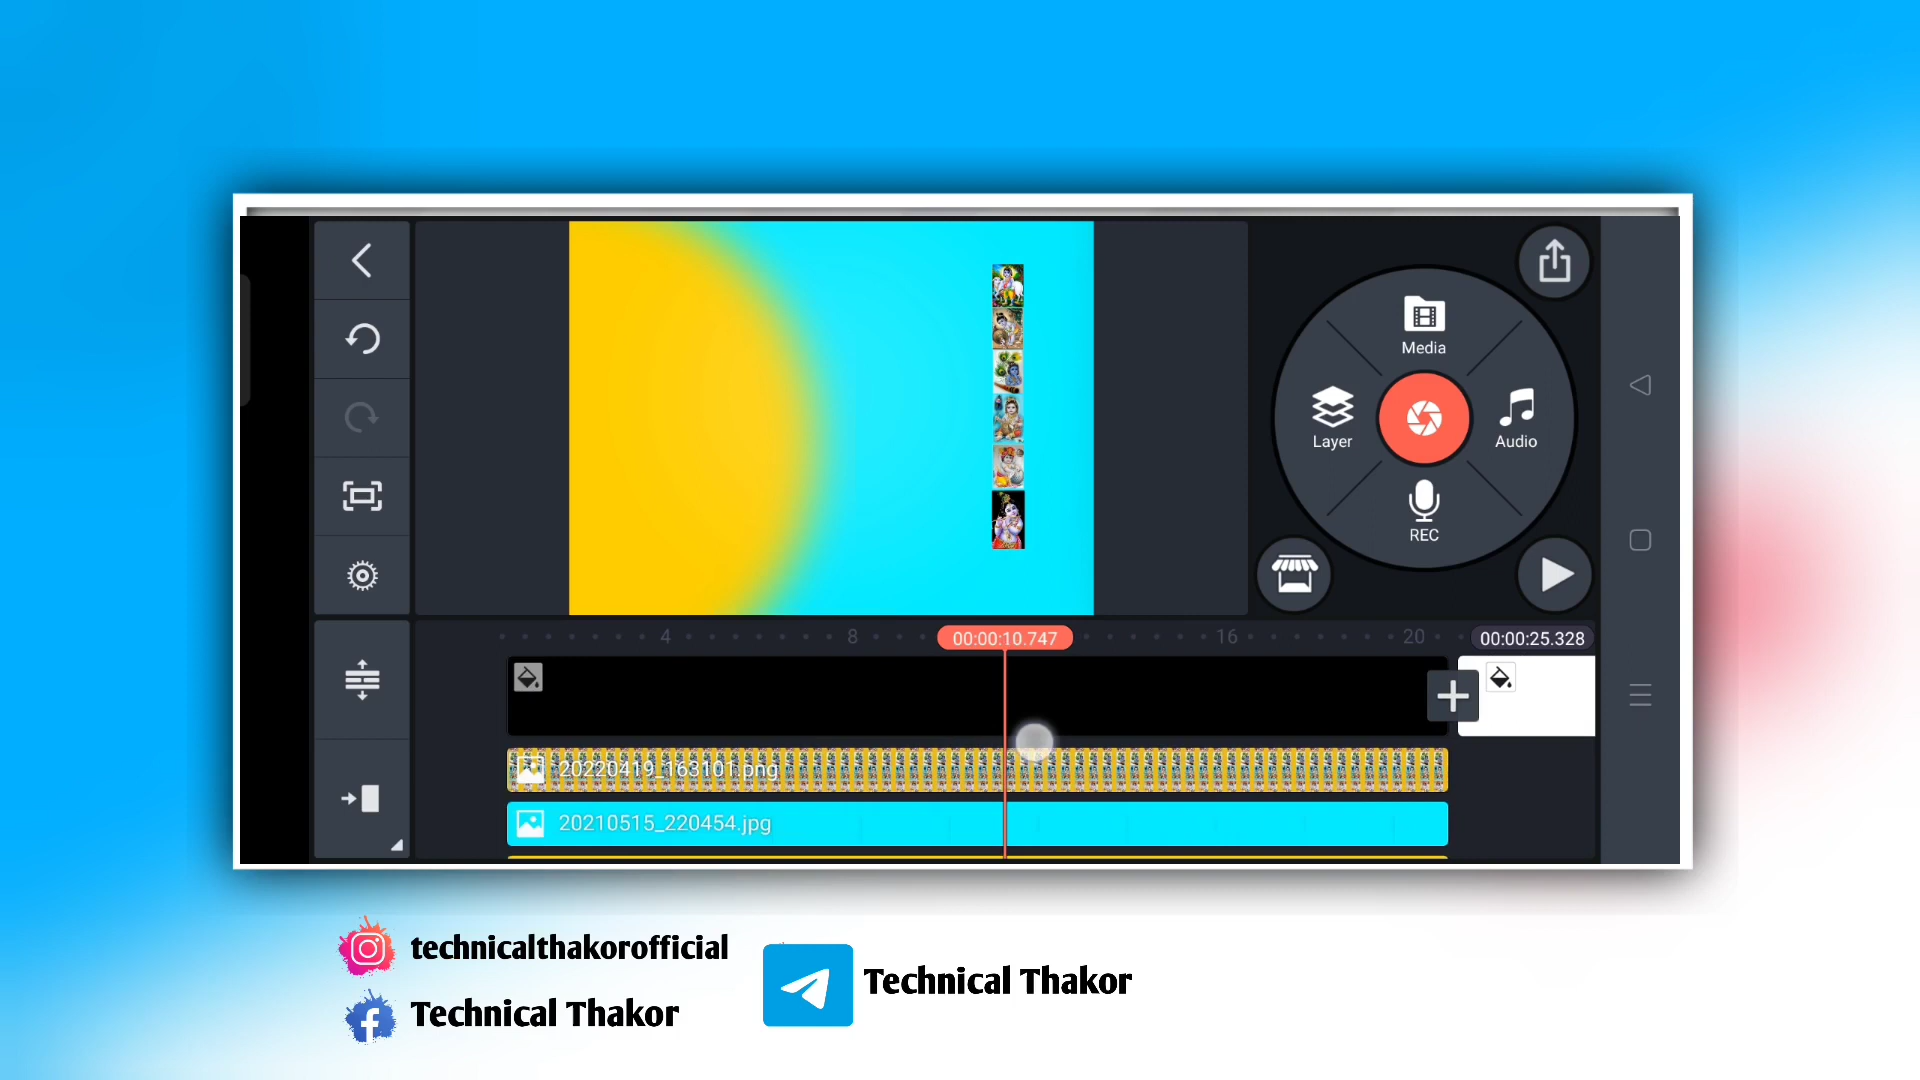 Media
Layer
Audio
REC
4
8
00:00:10.747
16
20
00:00:25.328
20220419_163101.png
20210515_220454.jpg
technicalthakorofficial
Technical Thakor
Technical Thakor